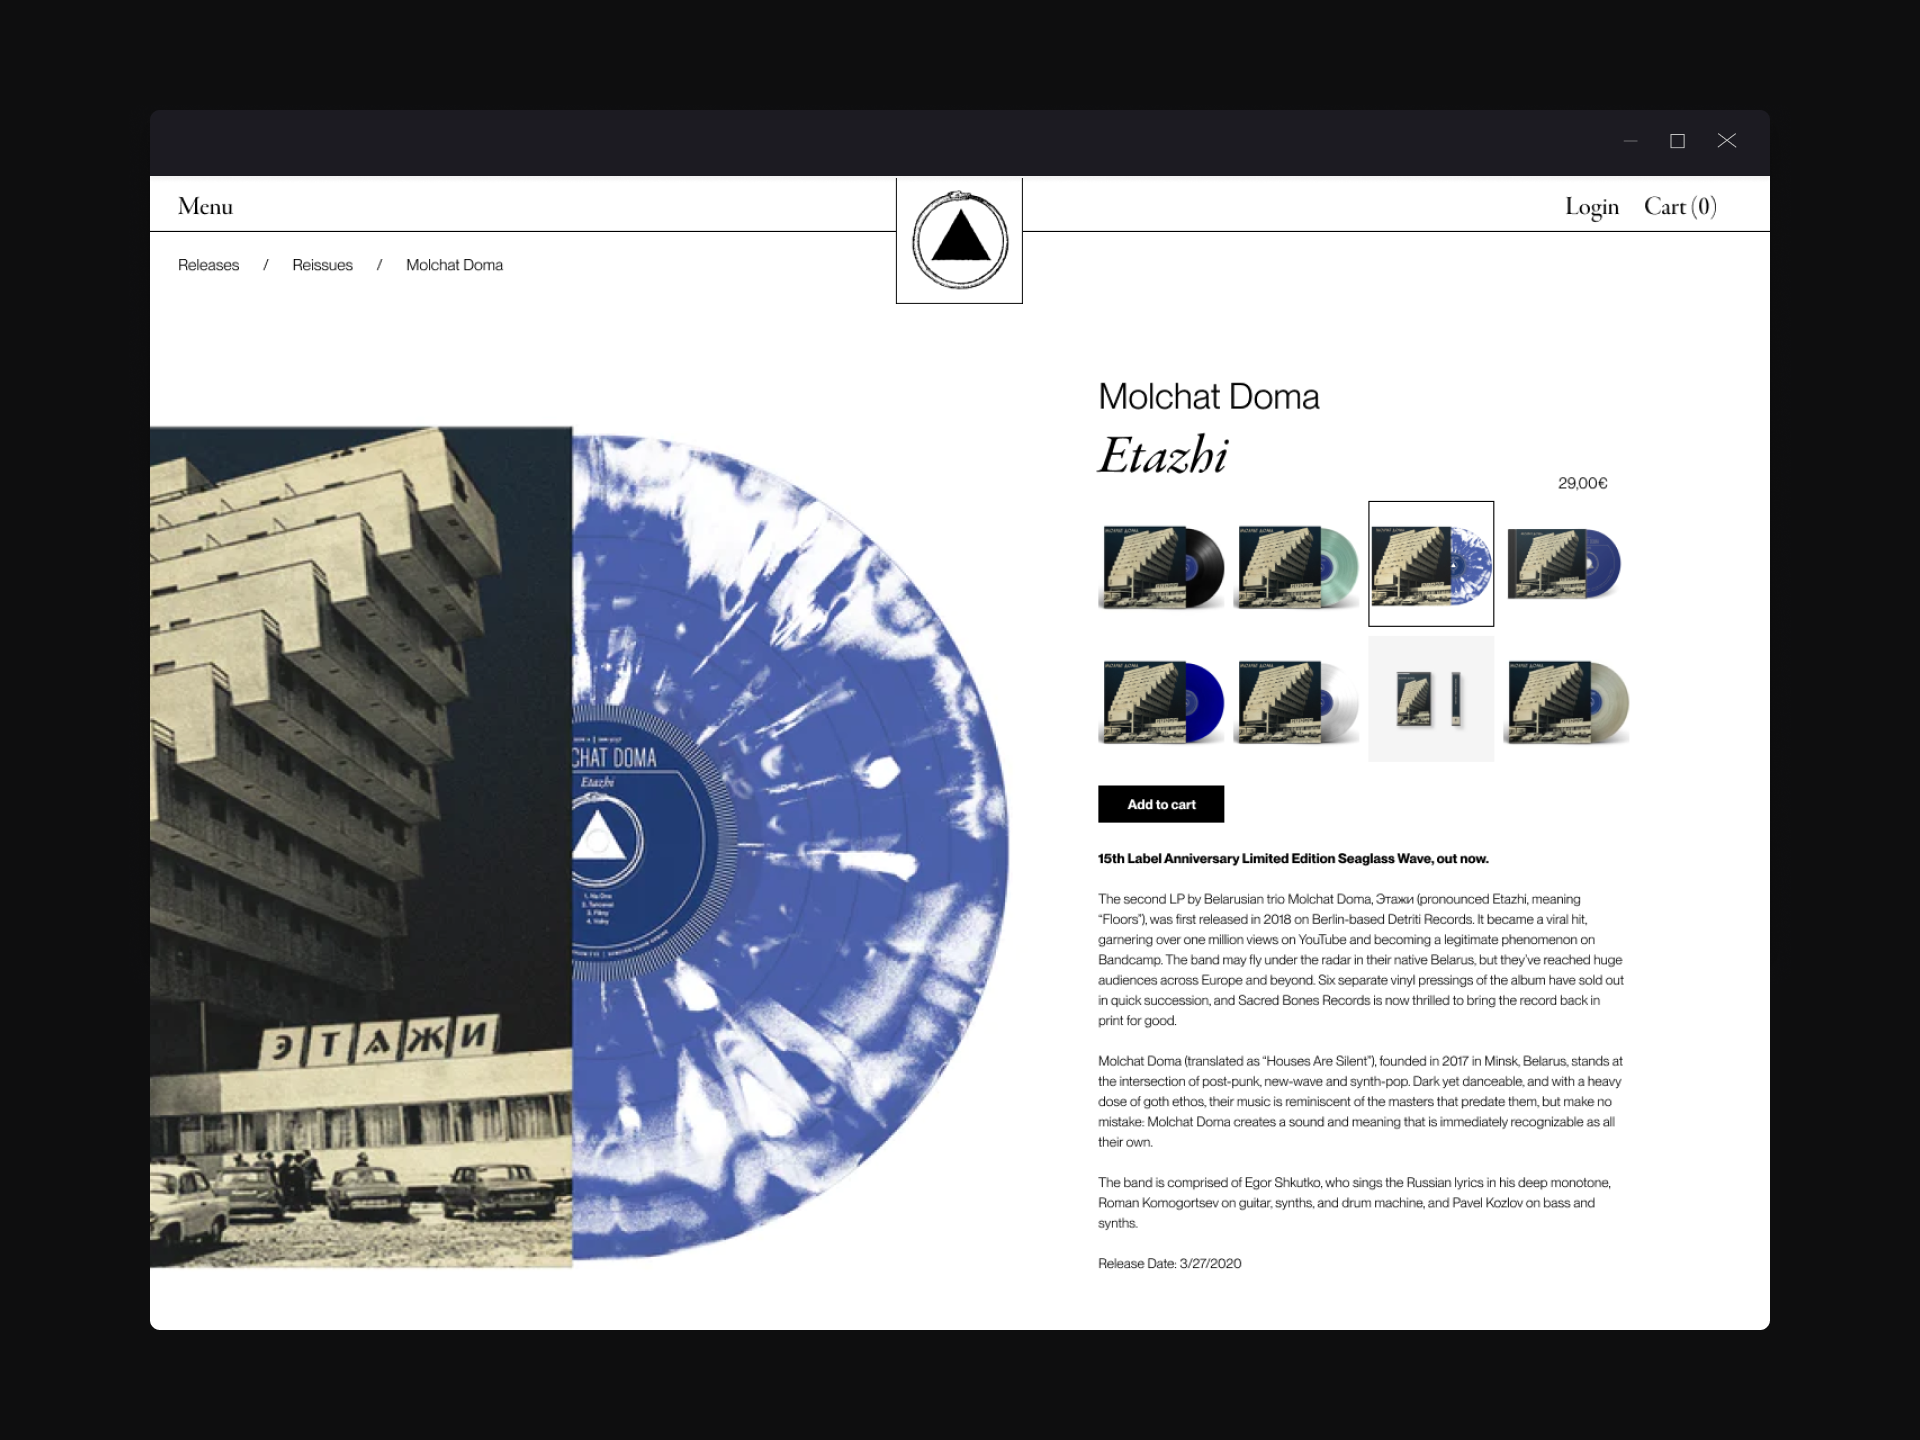 Menu
Login
Cart (0)
Releases / Reissues / Molchat Doma
Molchat Doma
Etazhi
29,00€
CHAT DOMA
Etazhi
ЭТАЖИ
Add to cart
15th Label Anniversary Limited Edition Seaglass Wave, out now.
The second LP by Belarusian trio Molchat Doma, Этажи (pronounced Etazhi, meaning
“Floors”), was first released in 2018 on Berlin-based Detriti Records. It became a viral hit,
garnering over one million views on YouTube and becoming a legitimate phenomenon on
Bandcamp. The band may fly under the radar in their native Belarus, but they’ve reached huge
audiences across Europe and beyond. Six separate vinyl pressings of the album have sold out
in quick succession, and Sacred Bones Records is now thrilled to bring the record back in
print for good.
Molchat Doma (translated as “Houses Are Silent”), founded in 2017 in Minsk, Belarus, stands at
the intersection of post-punk, new-wave and synth-pop. Dark yet danceable, and with a heavy
dose of goth ethos, their music is reminiscent of the masters that predate them, but make no
mistake: Molchat Doma creates a sound and meaning that is immediately recognizable as all
their own.
The band is comprised of Egor Shkutko, who sings the Russian lyrics in his deep monotone,
Roman Komogortsev on guitar, synths, and drum machine, and Pavel Kozlov on bass and
synths.
Release Date: 3/27/2020